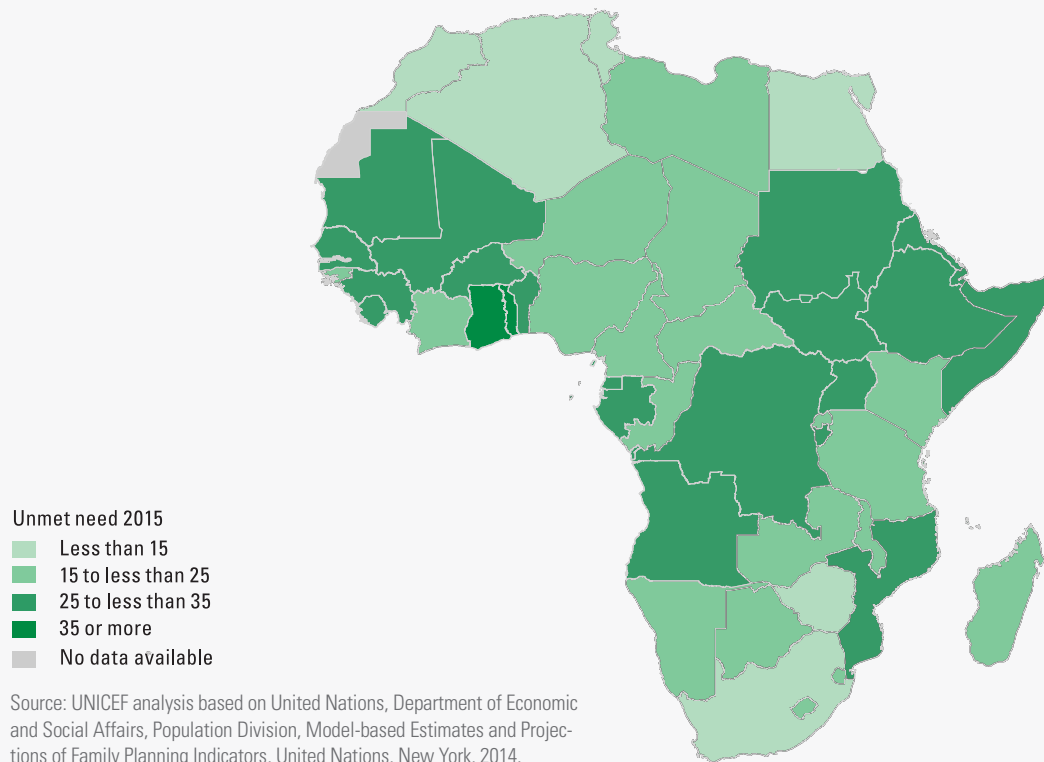 Unmet need 2015
Less than 15
15 to less than 25
25 to less than 35
35 or more
No data available
Source: UNICEF analysis based on United Nations, Department of Economic
and Social Affairs, Population Division, Model-based Estimates and Projec-
tions of Family Planning Indicators, United Nations, New York, 2014.